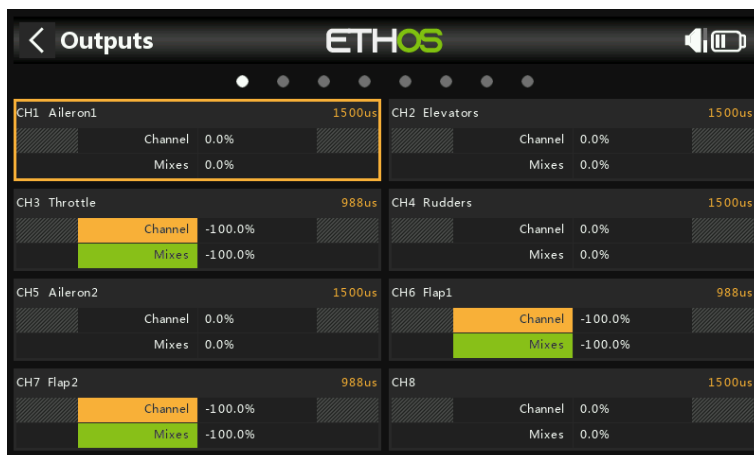 Outputs
ETHOS
CH1 Aileron1 1500us
Channel 0.0%
Mixes 0.0%
CH2 Elevators 1500us
Channel 0.0%
Mixes 0.0%
CH3 Throttle 988us
Channel -100.0%
Mixes -100.0%
CH4 Rudders 1500us
Channel 0.0%
Mixes 0.0%
CH5 Aileron2 1500us
Channel 0.0%
Mixes 0.0%
CH6 Flap1 988us
Channel -100.0%
Mixes -100.0%
CH7 Flap2 988us
Channel -100.0%
Mixes -100.0%
CH8 1500us
Channel 0.0%
Mixes 0.0%